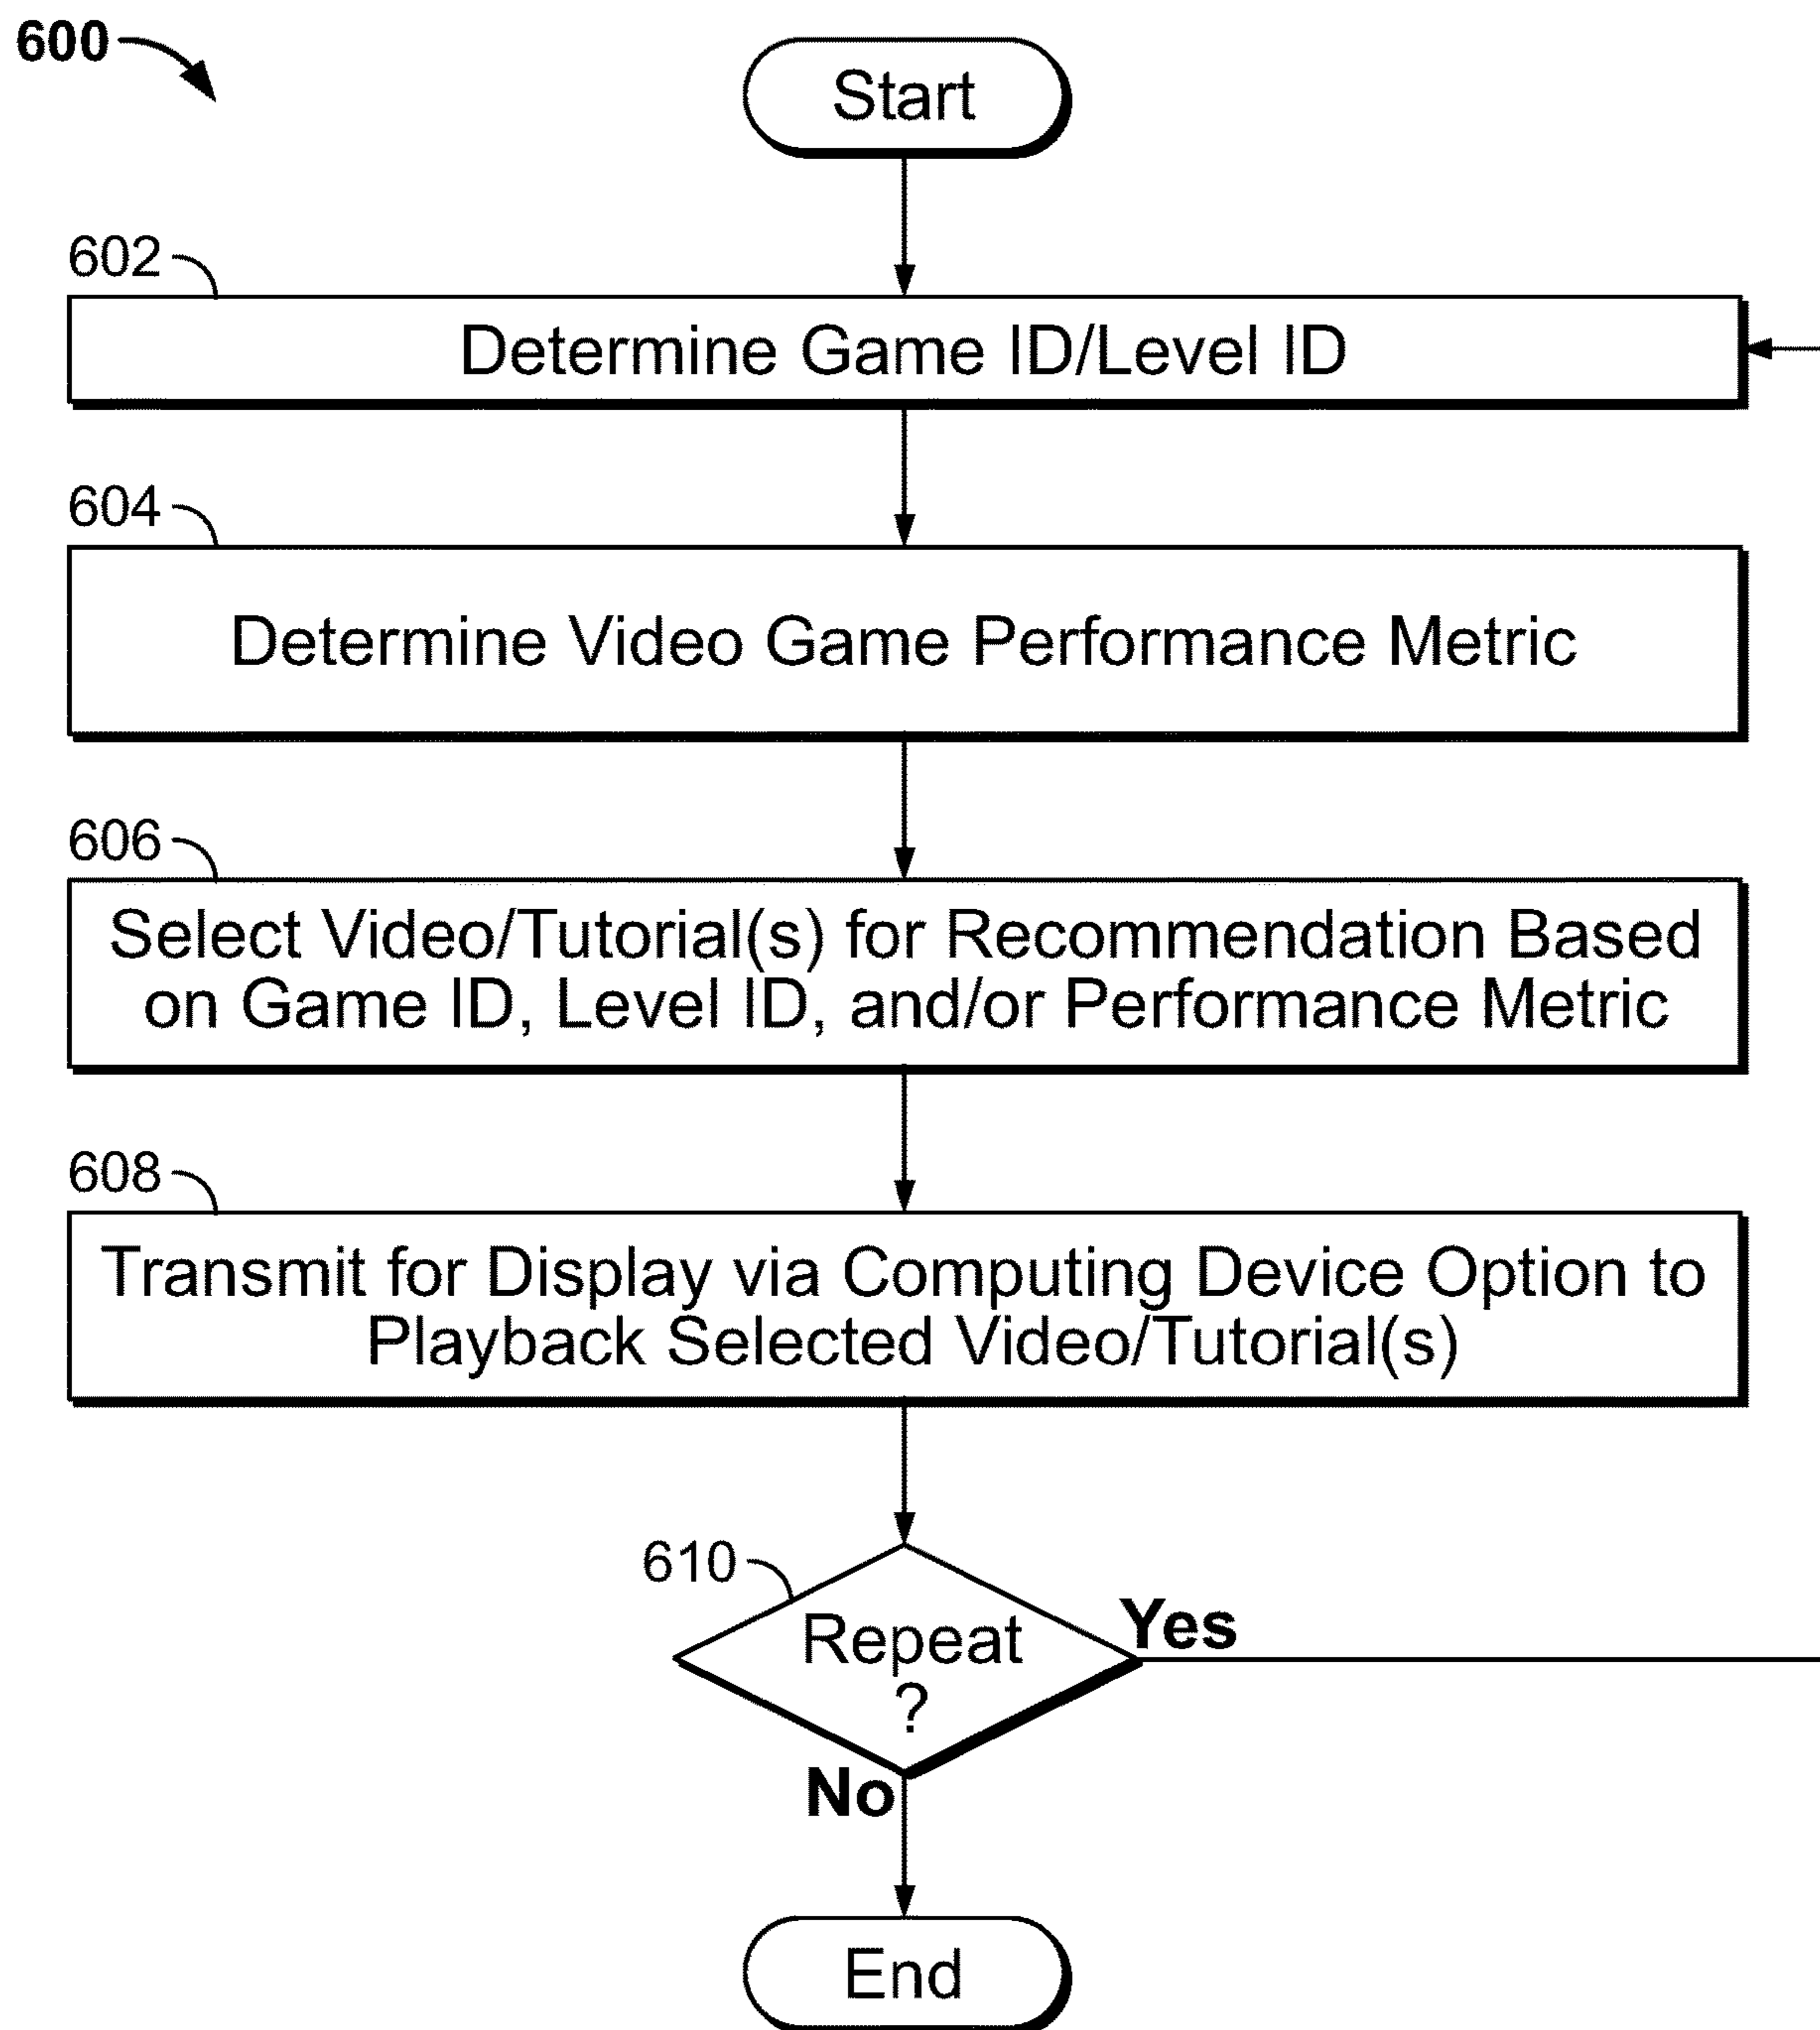 600
Start
602
Determine Game ID/Level ID
604
Determine Video Game Performance Metric
606
Select Video/Tutorial(s) for Recommendation Based
on Game ID, Level ID, and/or Performance Metric
608
Transmit for Display via Computing Device Option to
Playback Selected Video/Tutorial(s)
610
Repeat
?
Yes
No
End